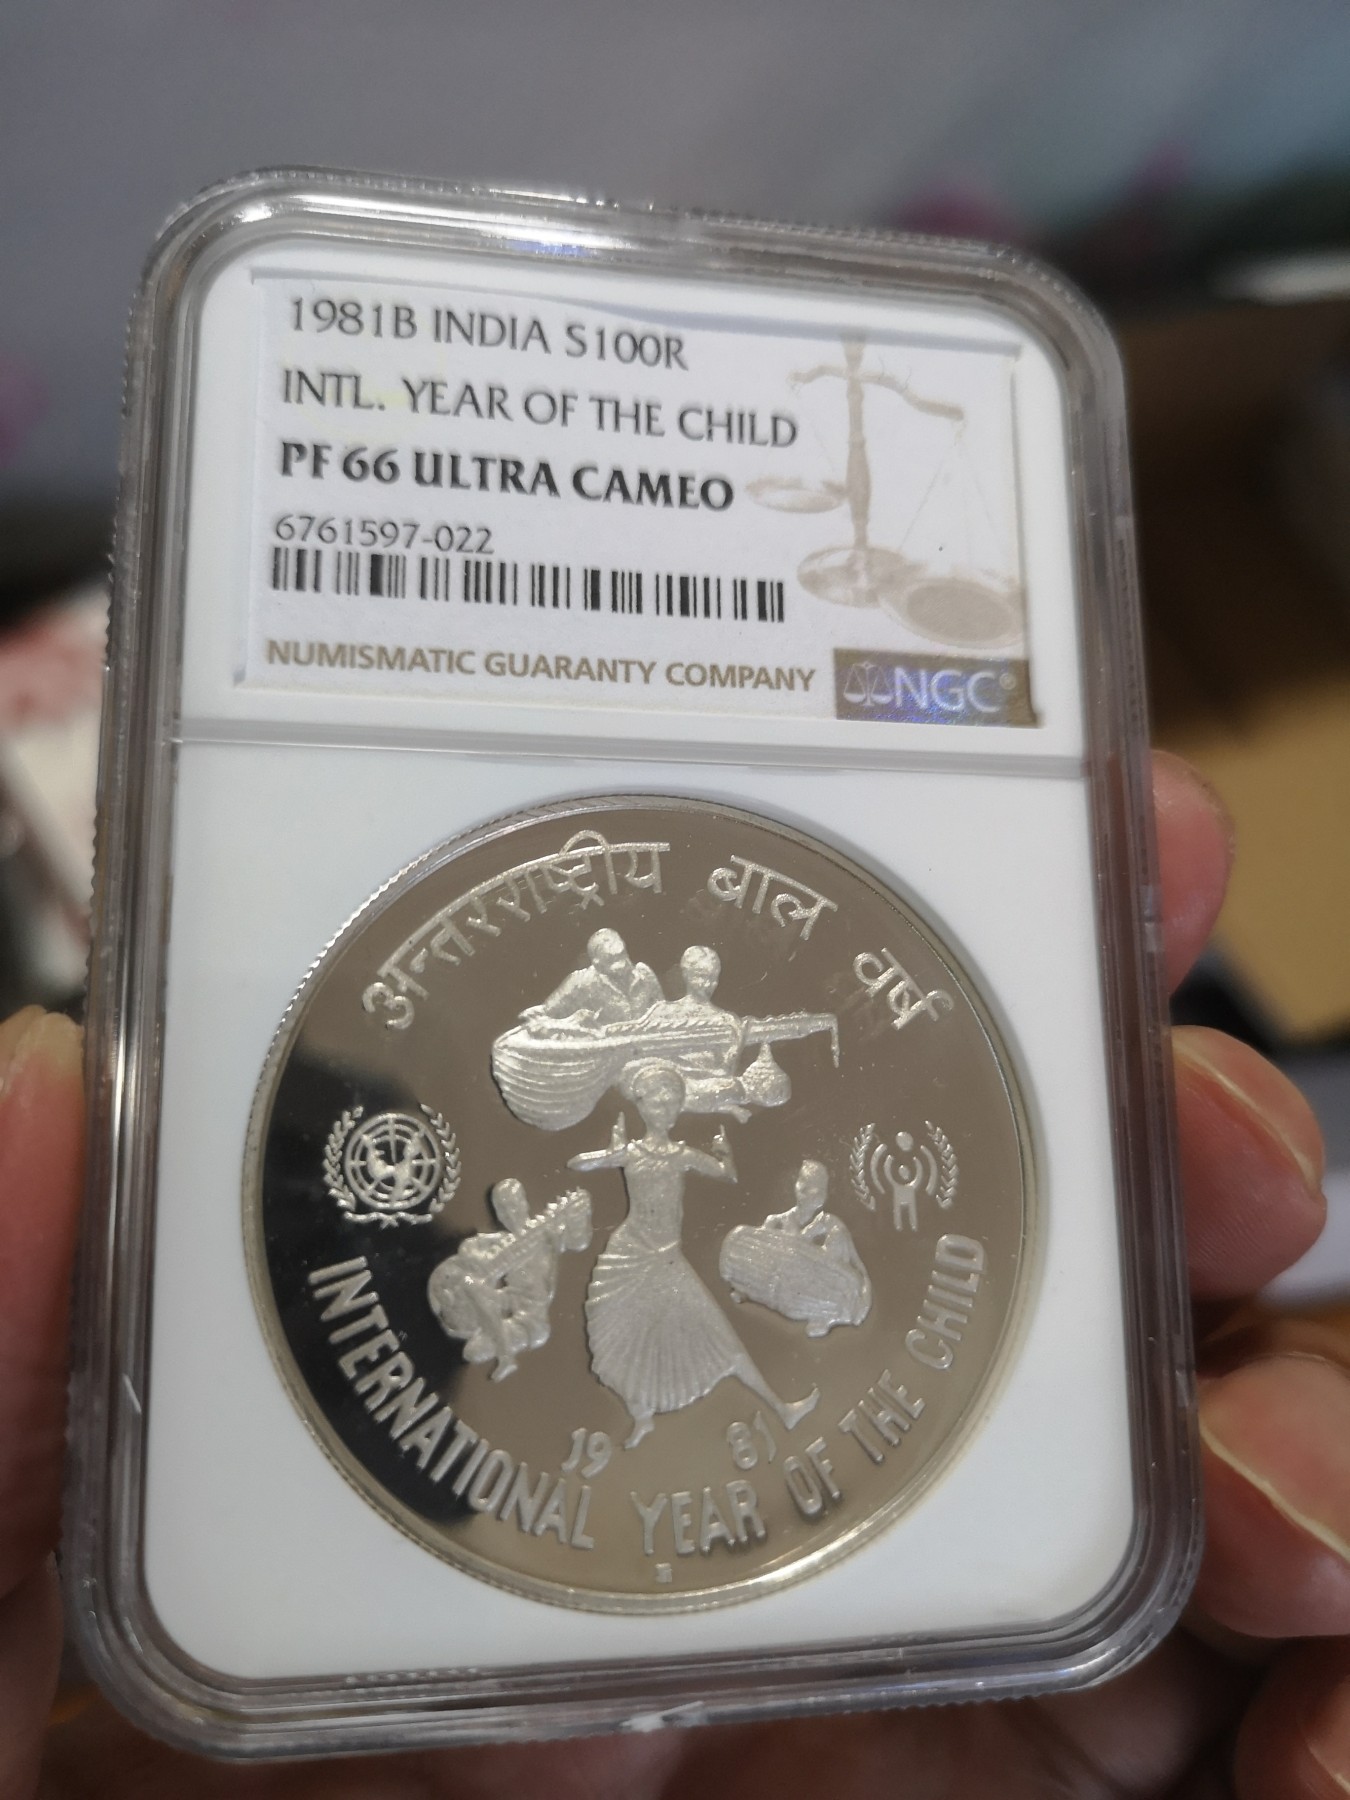 1981B INDIA S100R
INTL. YEAR OF THE CHILD
PF 66 ULTRA CAMEO
6761597-022
NUMISMATIC GUARANTY COMPANY
NGC®
अन्तरराष्ट्रीय बाल वर्ष
19 81
INTERNATIONAL YEAR OF THE CHILD